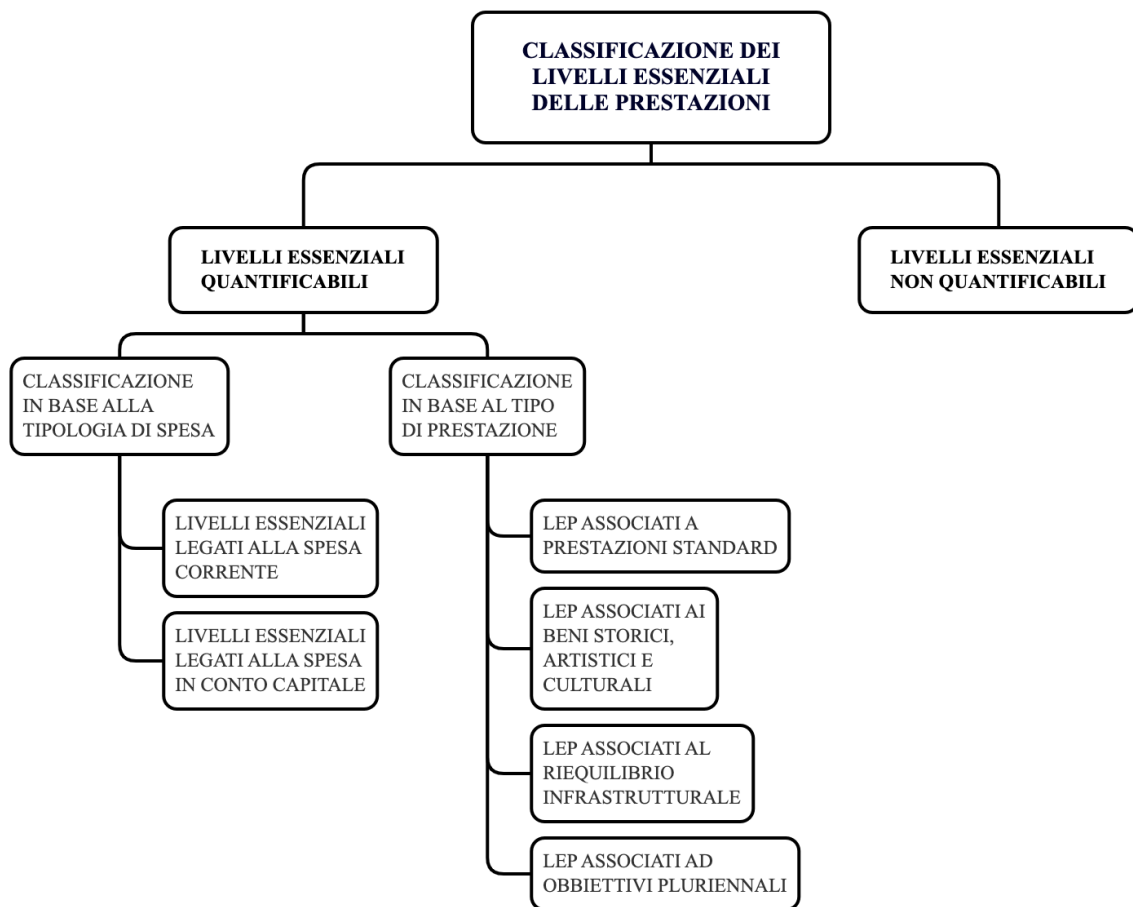 CLASSIFICAZIONE DEI
LIVELLI ESSENZIALI
DELLE PRESTAZIONI
LIVELLI ESSENZIALI
QUANTIFICABILI
LIVELLI ESSENZIALI
NON QUANTIFICABILI
CLASSIFICAZIONE
IN BASE ALLA
TIPOLOGIA DI SPESA
CLASSIFICAZIONE
IN BASE AL TIPO
DI PRESTAZIONE
LIVELLI ESSENZIALI
LEGATI ALLA SPESA
CORRENTE
LIVELLI ESSENZIALI
LEGATI ALLA SPESA
IN CONTO CAPITALE
LEP ASSOCIATI A
PRESTAZIONI STANDARD
LEP ASSOCIATI AI
BENI STORICI,
ARTISTICI E
CULTURALI
LEP ASSOCIATI AL
RIEQUILIBRIO
INFRASTRUTTURALE
LEP ASSOCIATI AD
OBBIETTIVI PLURIENNALI